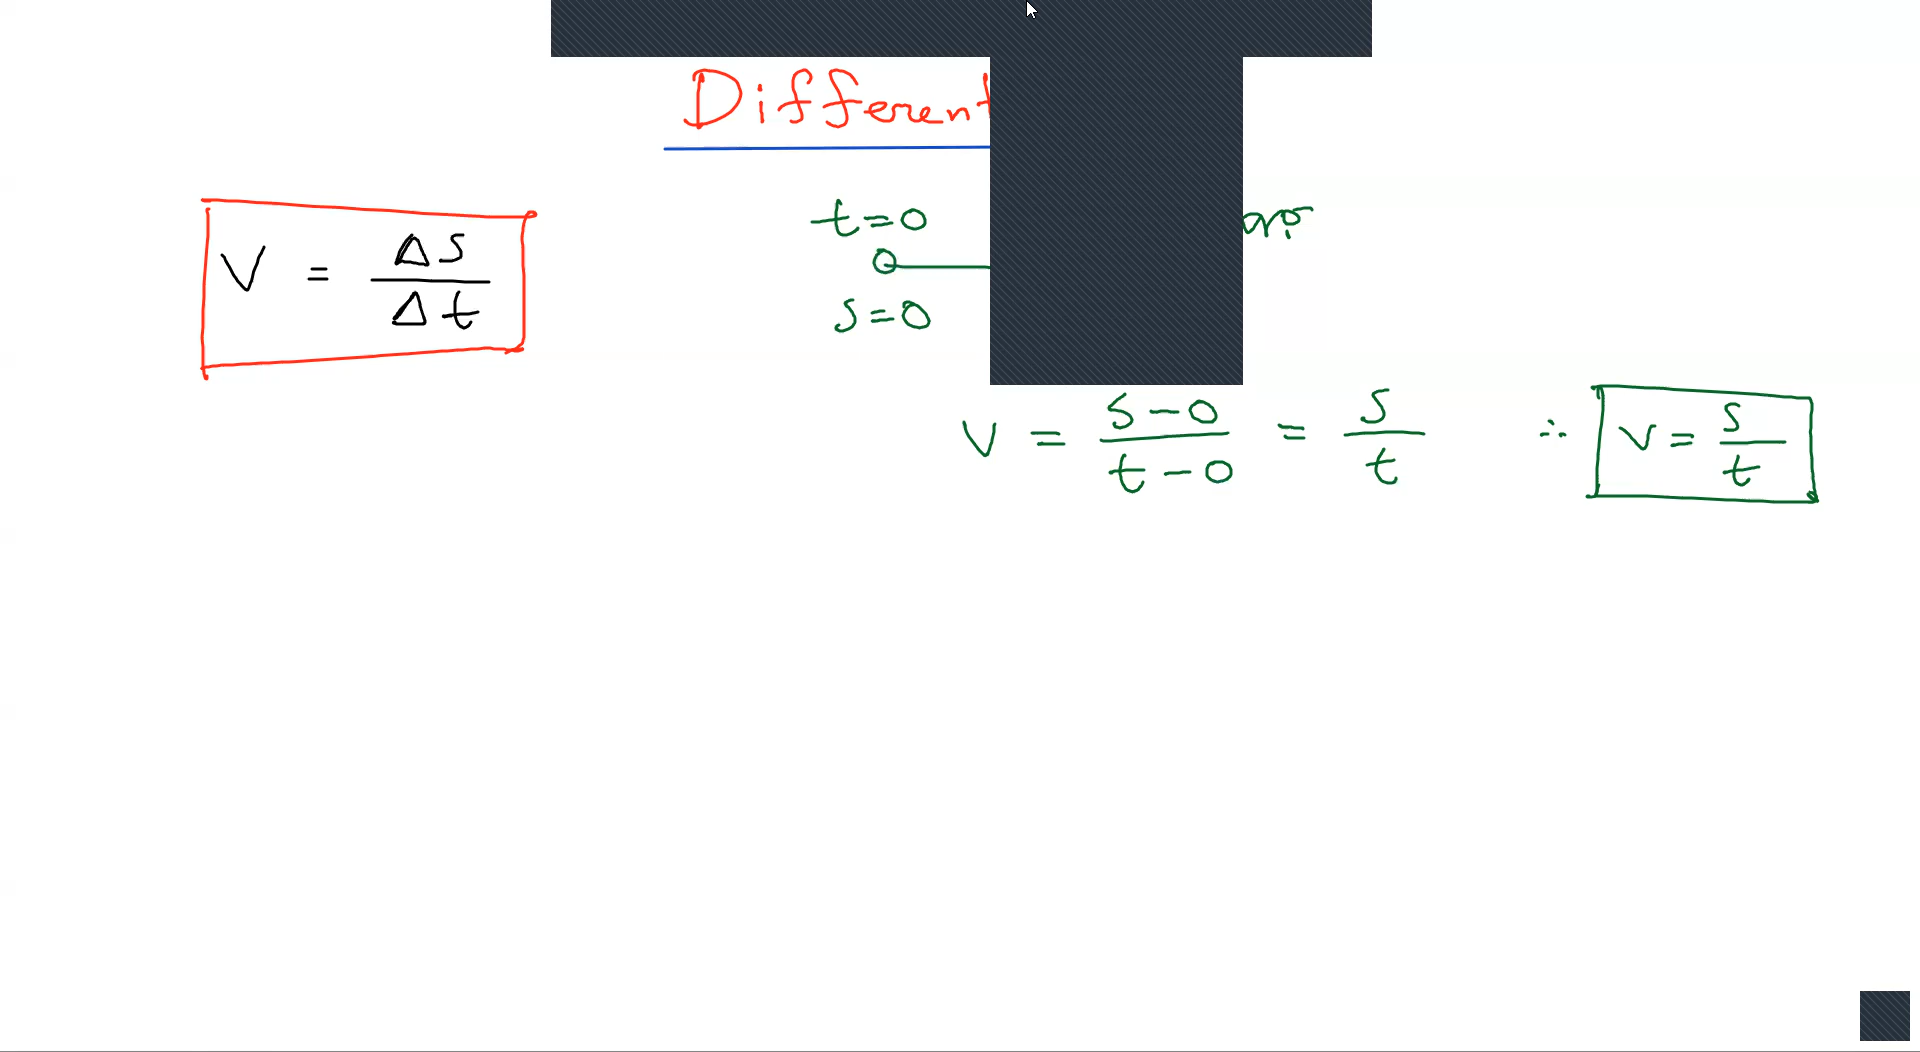 Different
t = 0
V = Δs / Δt
s = 0
V = (s - 0) / (t - 0) = s / t ∴ V = s / t